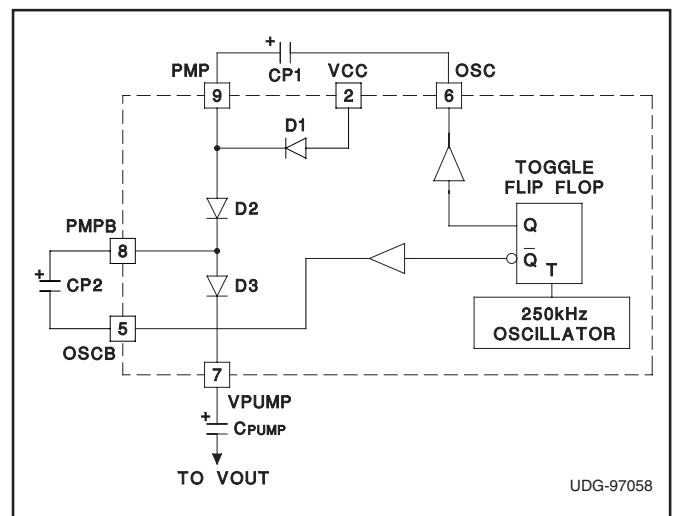 PMP
+
CP1
VCC
OSC
9
2
6
D1
TOGGLE
FLIP FLOP
D2
Q
PMPB
8
Q̅
T
+
CP2
D3
250kHz
OSCILLATOR
5
OSCB
7
VPUMP
+
CPUMP
TO VOUT
UDG-97058